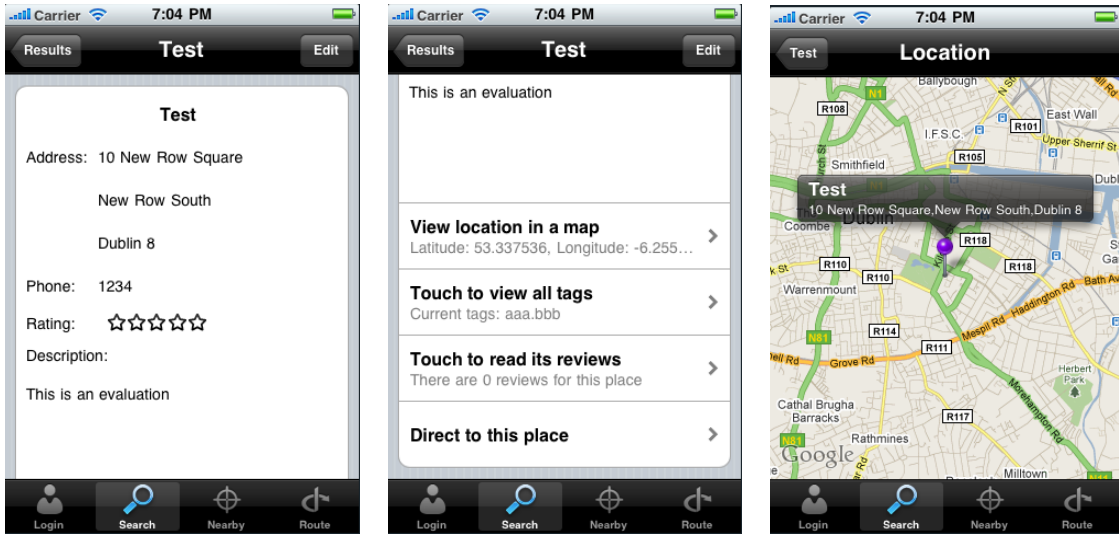 Carrier 7:04 PM
Results Test Edit
Test
Address: 10 New Row Square
New Row South
Dublin 8
Phone: 1234
Rating:
Description:
This is an evaluation
Login Search Nearby Route
Carrier 7:04 PM
Results Test Edit
This is an evaluation
View location in a map
Latitude: 53.337536, Longitude: -6.255...
Touch to view all tags
Current tags: aaa.bbb
Touch to read its reviews
There are 0 reviews for this place
Direct to this place
Login Search Nearby Route
Carrier 7:04 PM
Test Location
Ballybough
N1
R108
East Wall
I.F.S.C.
R101
Upper Sherrif St
R105
Smithfield
Test
10 New Row Square,New Row South,Dublin 8
Dublin
Coombe
R118
R110
R110
R118
Warrenmount
Bath Av
Haddington Rd
Mespil Rd
R114
N81
R111
Grove Rd
Herbert
Park
Morehampton Rd
Cathal Brugha
Barracks
R117
N81
Rathmines
Google
Milltown
N11
Login Search Nearby Route